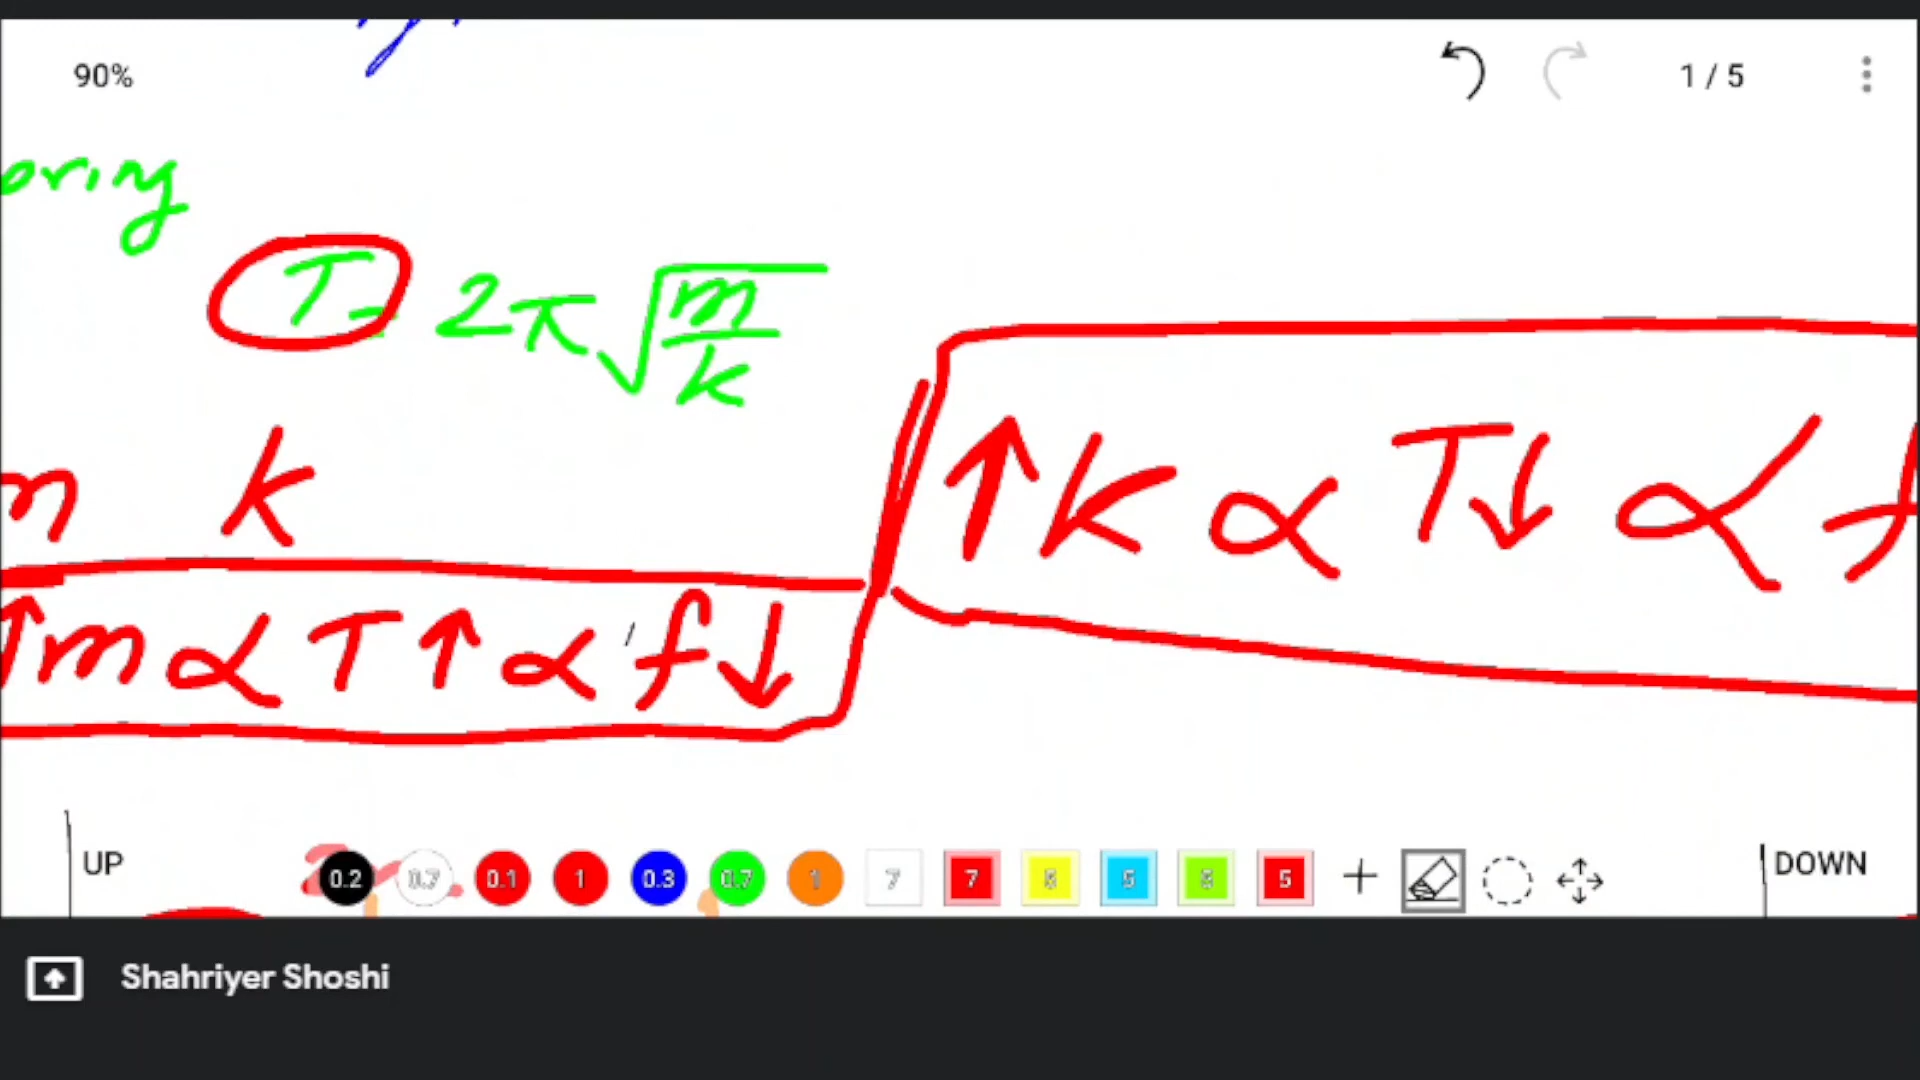 90% 1 / 5
T = 2π√(m/k)
m k
↑k ∝ T↓ ∝ f
↑m ∝ T↑ ∝ f↓
UP 0.2 0.7 0.1 1 0.3 0.7 1 7 7 8 5 8 5 + DOWN
Shahriyer Shoshi